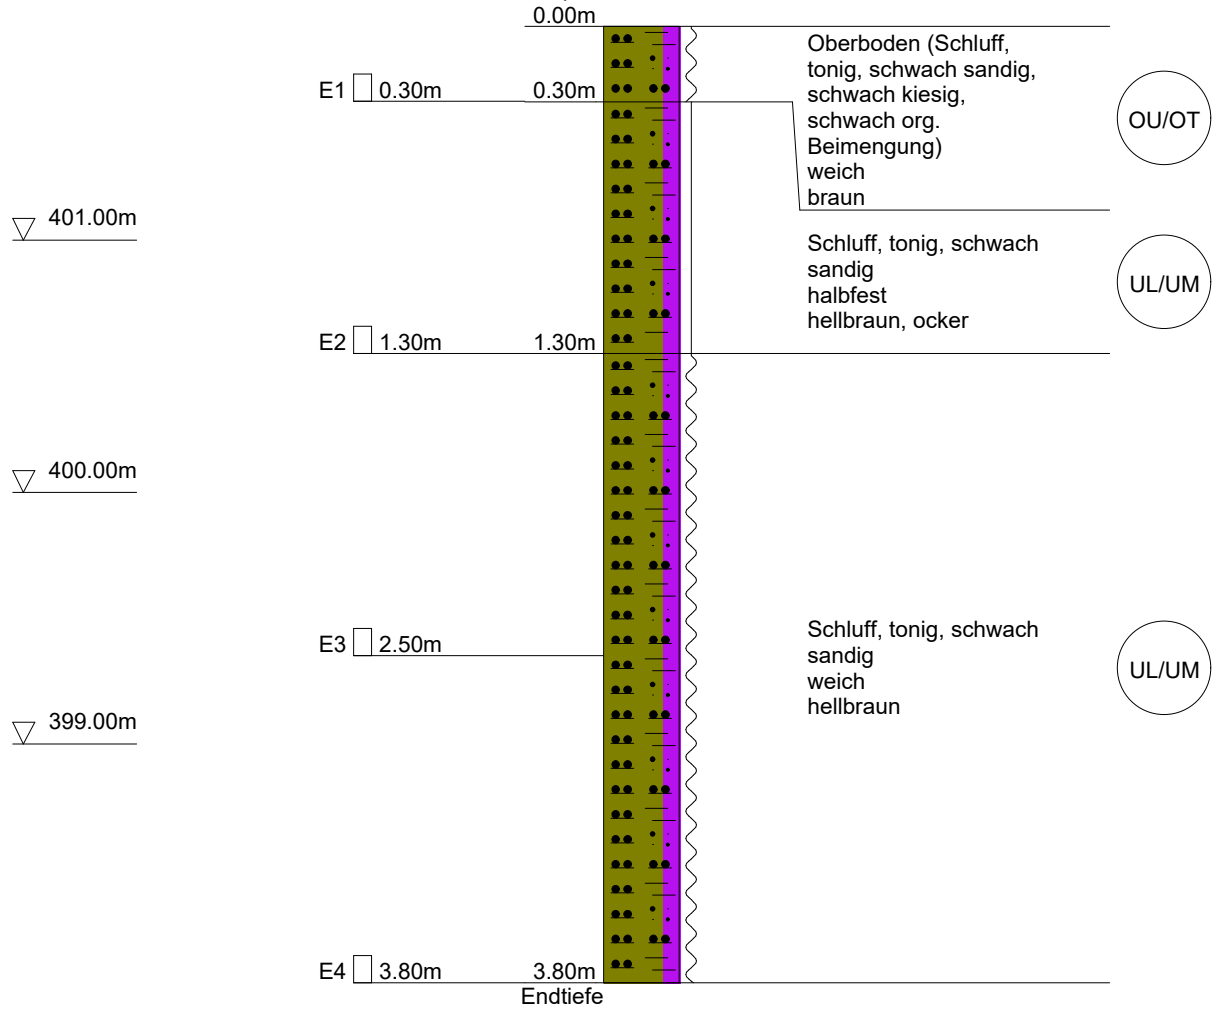 0.00m
Oberboden (Schluff,
tonig, schwach sandig,
schwach kiesig,
schwach org.
Beimengung)
weich
braun
OU/OT
E1 0.30m 0.30m
401.00m
Schluff, tonig, schwach
sandig
halbfest
hellbraun, ocker
UL/UM
E2 1.30m 1.30m
400.00m
E3 2.50m
Schluff, tonig, schwach
sandig
weich
hellbraun
UL/UM
399.00m
E4 3.80m 3.80m
Endtiefe